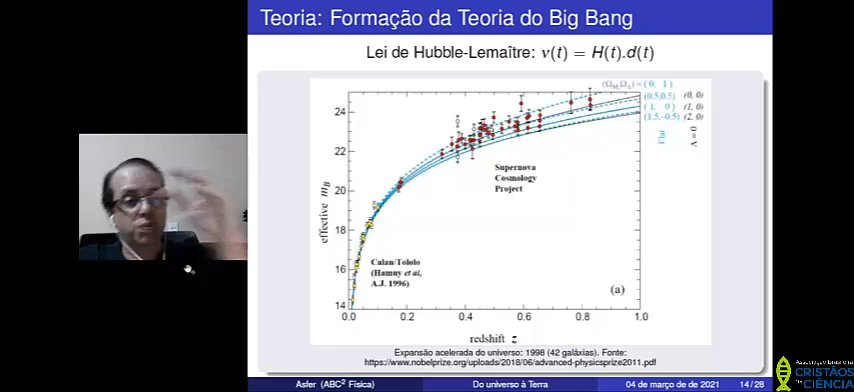 Teoria: Formação da Teoria do Big Bang
Lei de Hubble-Lemaître: v(t) = H(t).d(t)
(Ω_M,Ω_Λ) = ( 0, 1 )
(0.5,0.5) (0, 0)
(1, 0) (1, 0)
(1.5,-0.5) (2, 0)
Flat
Λ = 0
24
22
20
18
16
14
effective m_B
Supernova
Cosmology
Project
Calan/Tololo
(Hamuy et al,
A.J. 1996)
(a)
0.0 0.2 0.4 0.6 0.8 1.0
redshift z
Expansão acelerada do universo: 1998 (42 galáxias). Fonte:
https://www.nobelprize.org/uploads/2018/06/advanced-physicsprize2011.pdf
Asfer (ABC² Física) Do universo à Terra 04 de março de de 2021 14 / 28
Associação Brasileira
CRISTÃOS
NA CIÊNCIA